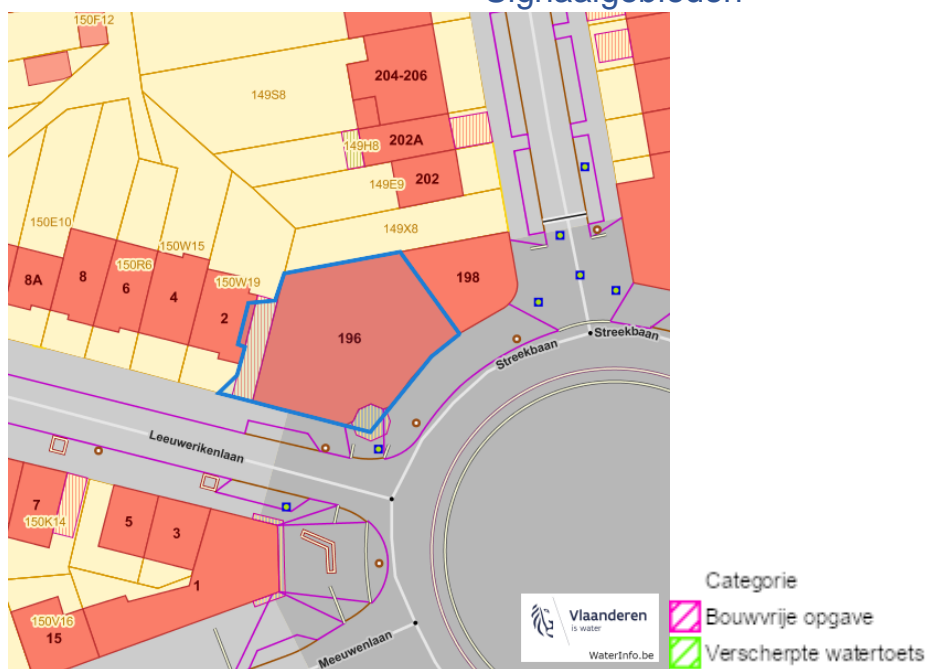 Signaalgebieden
150F12
204-206
149S8
202A
149H8
149E9
202
150E10
149X8
150W15
150R6
150W19
8A
8
6
4
2
198
196
Streekbaan
Streekbaan
Leeuwerikenlaan
7
150K14
5
3
1
150V16
15
Meeuwenlaan
Vlaanderen
is water
WaterInfo.be
Categorie
Bouwvrije opgave
Verscherpte watertoets